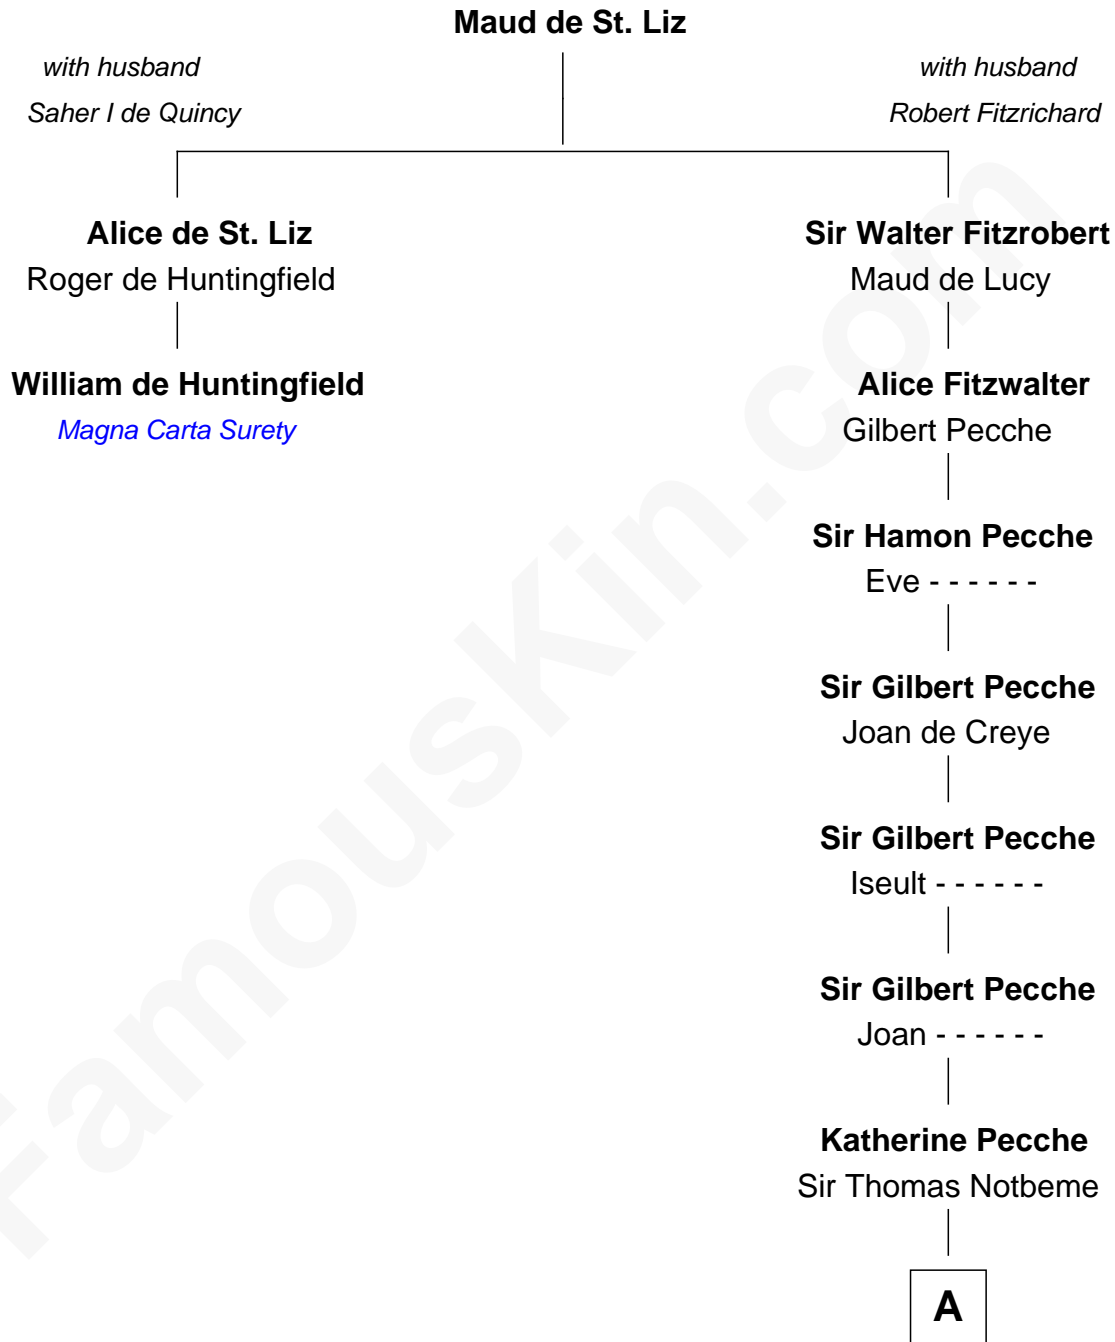 Maud de St. Liz
with husband
Saher I de Quincy
with husband
Robert Fitzrichard
Alice de St. Liz
Roger de Huntingfield
William de Huntingfield
Magna Carta Surety
Sir Walter Fitzrobert
Maud de Lucy
Alice Fitzwalter
Gilbert Pecche
Sir Hamon Pecche
Eve - - - - - -
Sir Gilbert Pecche
Joan de Creye
Sir Gilbert Pecche
Iseult - - - - - -
Sir Gilbert Pecche
Joan - - - - - -
Katherine Pecche
Sir Thomas Notbeme
A
FamousKin.com